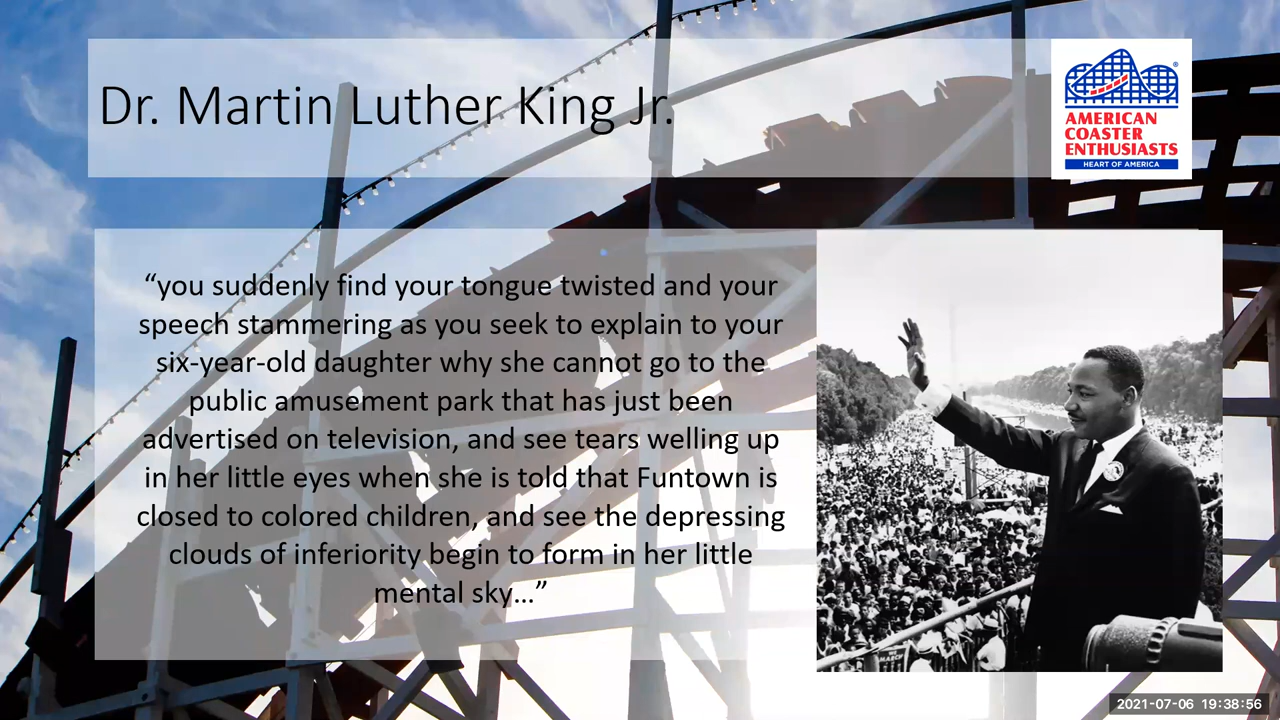 Dr. Martin Luther King Jr.
®
AMERICAN
COASTER
ENTHUSIASTS
HEART OF AMERICA
“you suddenly find your tongue twisted and your
speech stammering as you seek to explain to your
six-year-old daughter why she cannot go to the
public amusement park that has just been
advertised on television, and see tears welling up
in her little eyes when she is told that Funtown is
closed to colored children, and see the depressing
clouds of inferiority begin to form in her little
mental sky…”
2021-07-06 19:38:56